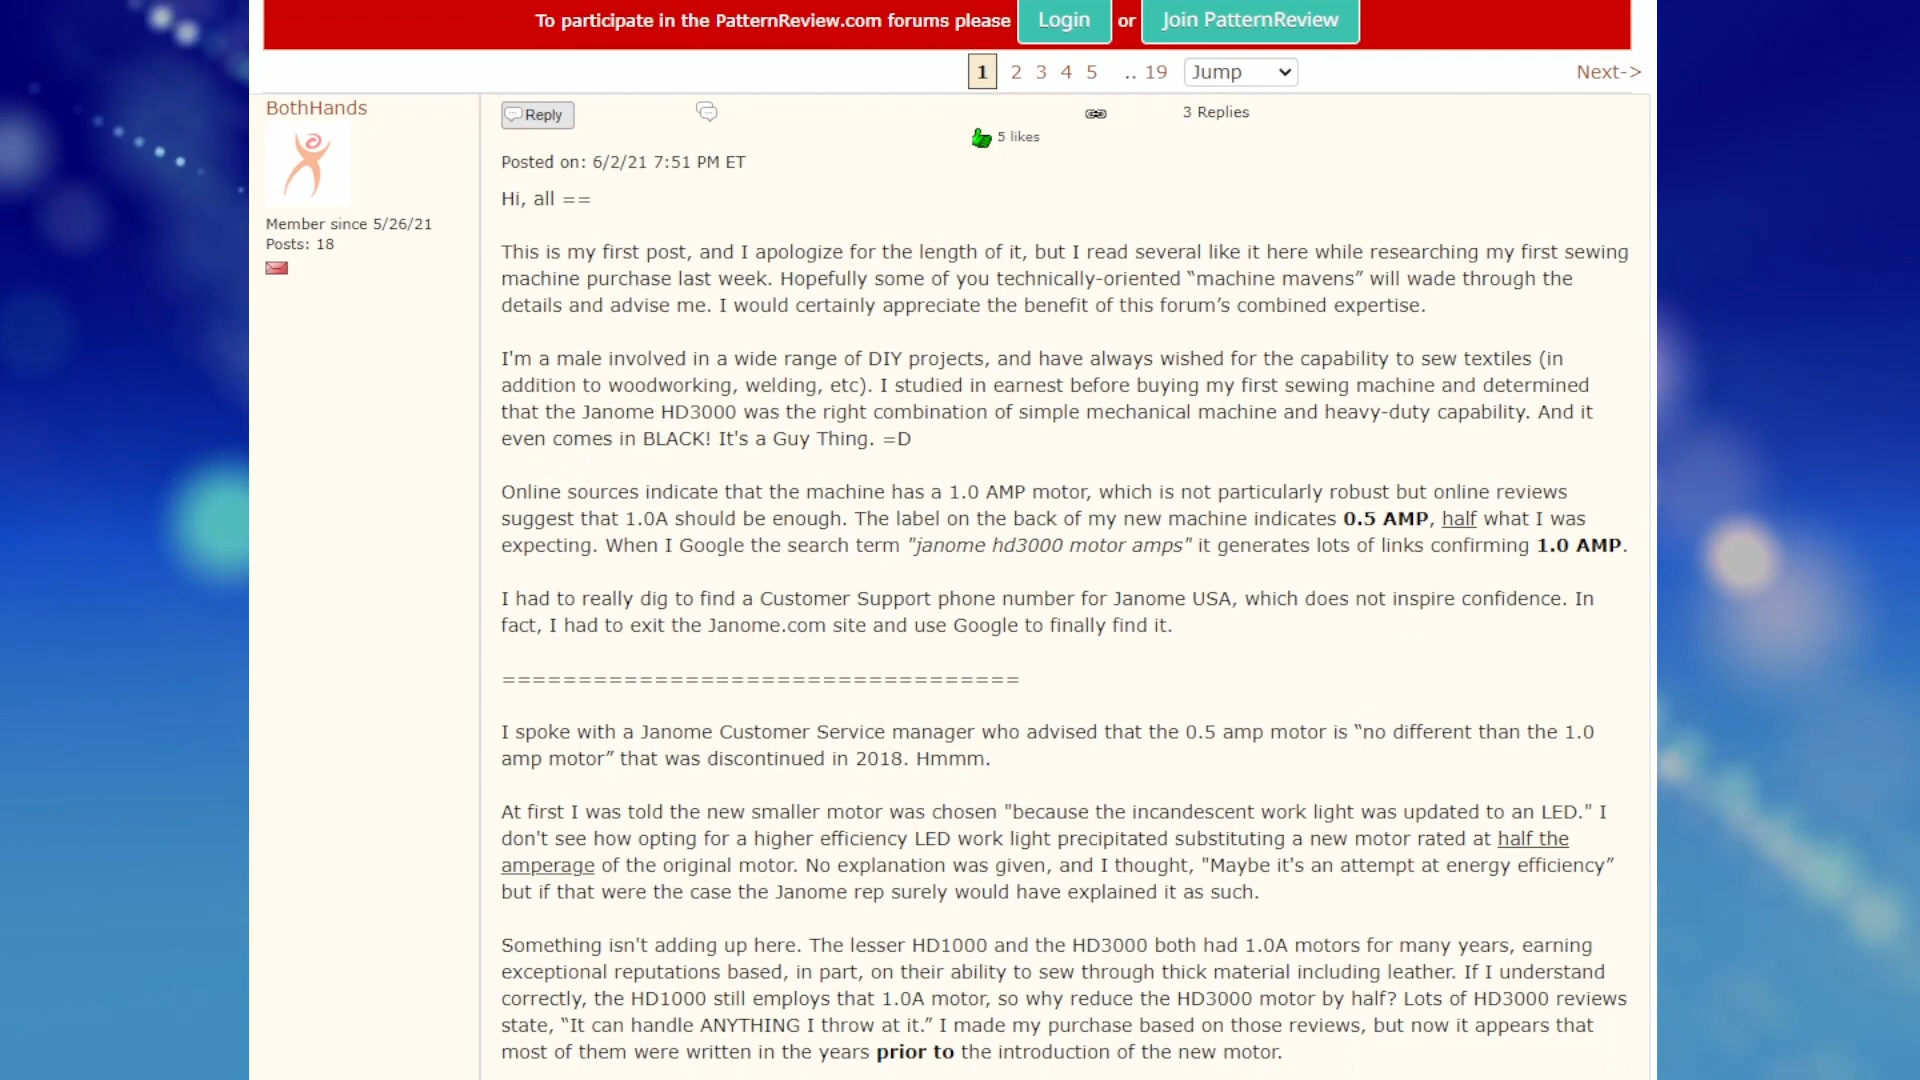 To participate in the PatternReview.com forums please Login or Join PatternReview
1 2 3 4 5 .. 19 Jump Next->
BothHands
Member since 5/26/21
Posts: 18
Reply
3 Replies
5 likes
Posted on: 6/2/21 7:51 PM ET
Hi, all ==
This is my first post, and I apologize for the length of it, but I read several like it here while researching my first sewing
machine purchase last week. Hopefully some of you technically-oriented “machine mavens” will wade through the
details and advise me. I would certainly appreciate the benefit of this forum’s combined expertise.
I'm a male involved in a wide range of DIY projects, and have always wished for the capability to sew textiles (in
addition to woodworking, welding, etc). I studied in earnest before buying my first sewing machine and determined
that the Janome HD3000 was the right combination of simple mechanical machine and heavy-duty capability. And it
even comes in BLACK! It's a Guy Thing. =D
Online sources indicate that the machine has a 1.0 AMP motor, which is not particularly robust but online reviews
suggest that 1.0A should be enough. The label on the back of my new machine indicates 0.5 AMP, half what I was
expecting. When I Google the search term "janome hd3000 motor amps" it generates lots of links confirming 1.0 AMP.
I had to really dig to find a Customer Support phone number for Janome USA, which does not inspire confidence. In
fact, I had to exit the Janome.com site and use Google to finally find it.
==================================
I spoke with a Janome Customer Service manager who advised that the 0.5 amp motor is “no different than the 1.0
amp motor” that was discontinued in 2018. Hmmm.
At first I was told the new smaller motor was chosen "because the incandescent work light was updated to an LED." I
don't see how opting for a higher efficiency LED work light precipitated substituting a new motor rated at half the
amperage of the original motor. No explanation was given, and I thought, "Maybe it's an attempt at energy efficiency”
but if that were the case the Janome rep surely would have explained it as such.
Something isn't adding up here. The lesser HD1000 and the HD3000 both had 1.0A motors for many years, earning
exceptional reputations based, in part, on their ability to sew through thick material including leather. If I understand
correctly, the HD1000 still employs that 1.0A motor, so why reduce the HD3000 motor by half? Lots of HD3000 reviews
state, “It can handle ANYTHING I throw at it.” I made my purchase based on those reviews, but now it appears that
most of them were written in the years prior to the introduction of the new motor.